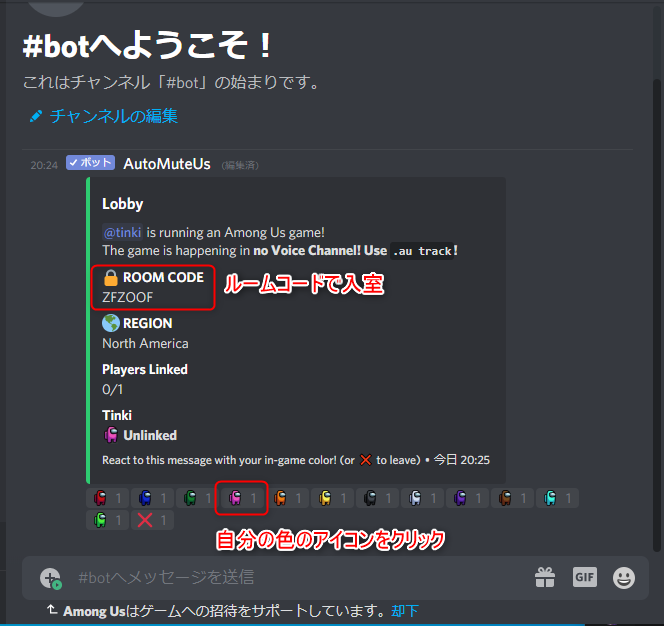 #botへようこそ！
これはチャンネル「#bot」の始まりです。
チャンネルの編集
20:24 ✓ボット AutoMuteUs (編集済)
Lobby
@tinki is running an Among Us game!
The game is happening in no Voice Channel! Use .au track!
ROOM CODE
ZFZOOF
ルームコードで入室
REGION
North America
Players Linked
0/1
Tinki
Unlinked
React to this message with your in-game color! (or ❌ to leave) • 今日 20:25
1 1 1 1 1 1 1 1 1 1 1
1 1
自分の色のアイコンをクリック
#botへメッセージを送信
GIF
Among Usはゲームへの招待をサポートしています。 却下